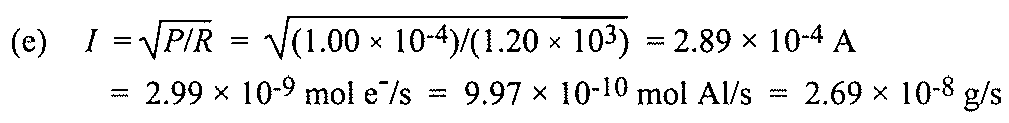 (e) I = √P/R = √(1.00 × 10⁻⁴)/(1.20 × 10³) = 2.89 × 10⁻⁴ A
= 2.99 × 10⁻⁹ mol e⁻/s = 9.97 × 10⁻¹⁰ mol Al/s = 2.69 × 10⁻⁸ g/s